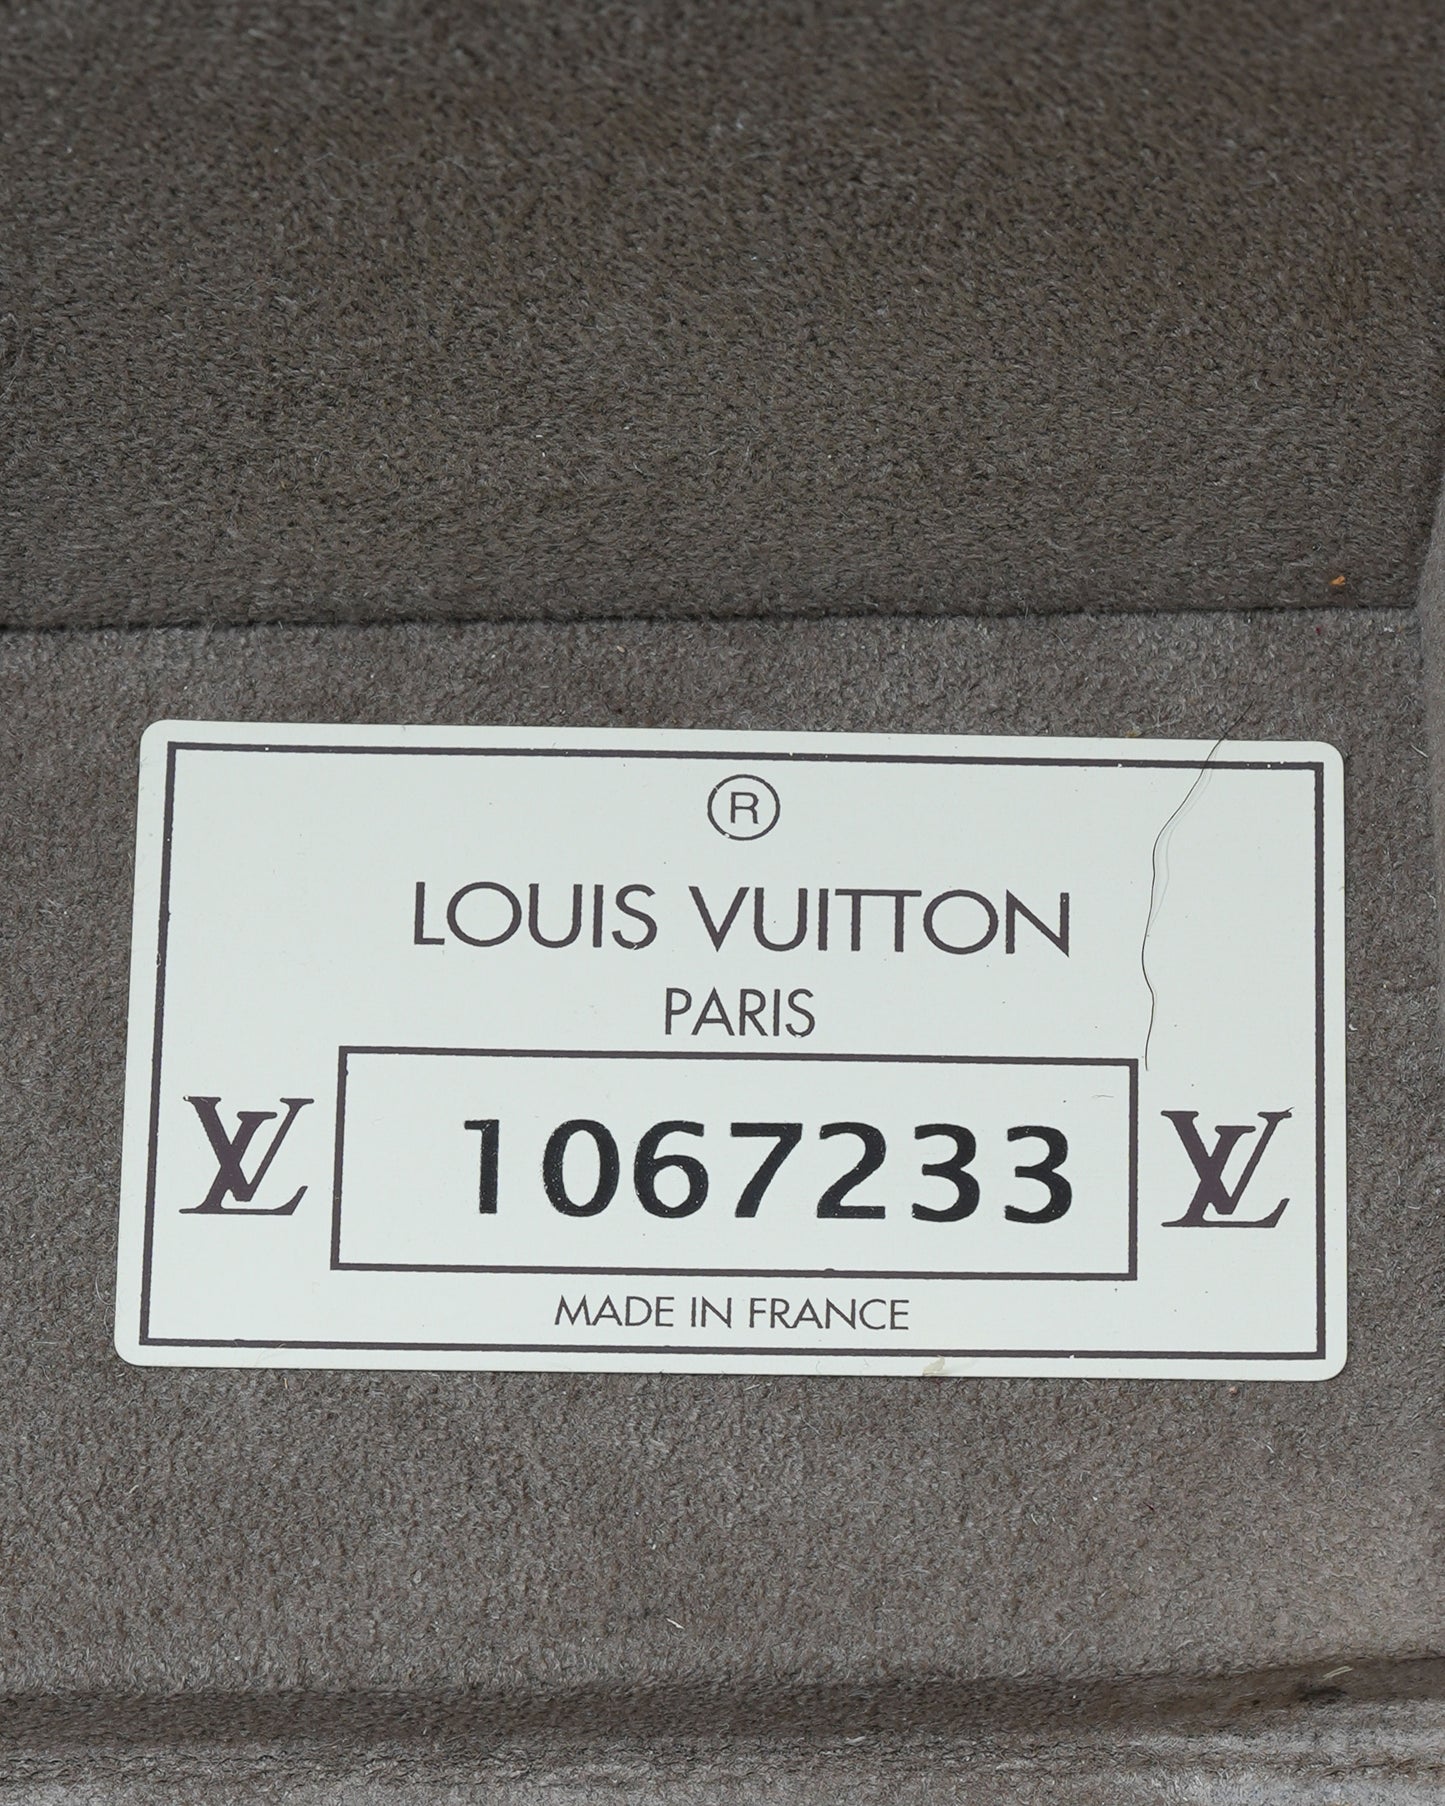 ®
LOUIS VUITTON
PARIS
LV 1067233 LV
MADE IN FRANCE